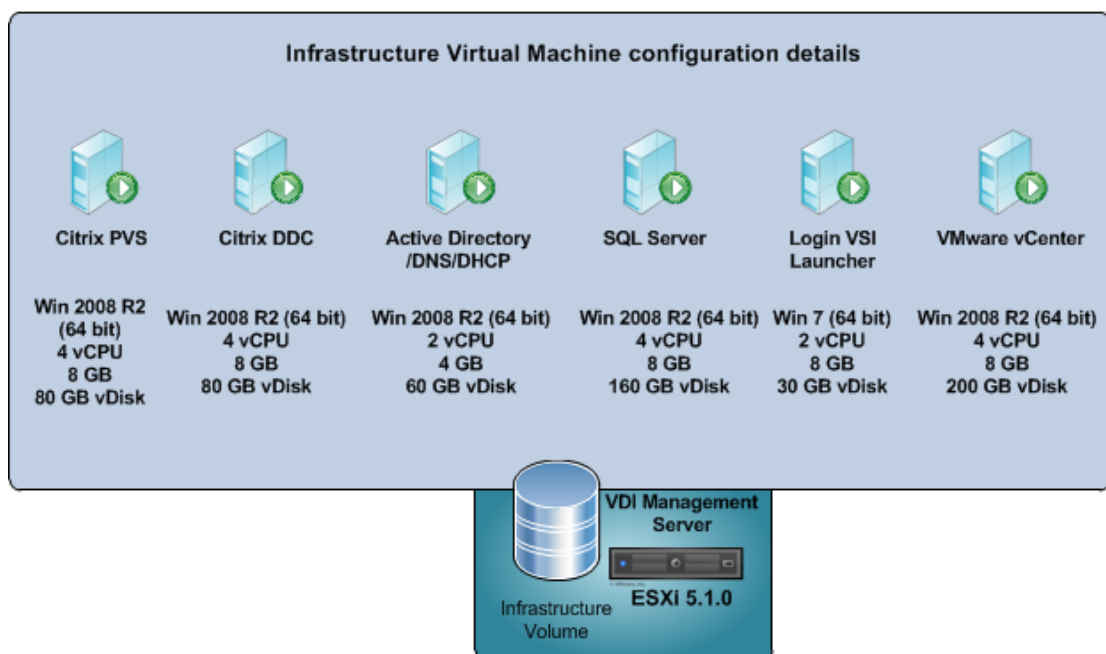 Infrastructure Virtual Machine configuration details
Citrix PVS
Win 2008 R2
(64 bit)
4 vCPU
8 GB
80 GB vDisk
Citrix DDC
Win 2008 R2 (64 bit)
4 vCPU
8 GB
80 GB vDisk
Active Directory
/DNS/DHCP
Win 2008 R2 (64 bit)
2 vCPU
4 GB
60 GB vDisk
SQL Server
Win 2008 R2 (64 bit)
4 vCPU
8 GB
160 GB vDisk
Login VSI
Launcher
Win 7 (64 bit)
2 vCPU
8 GB
30 GB vDisk
VMware vCenter
Win 2008 R2 (64 bit)
4 vCPU
8 GB
200 GB vDisk
VDI Management
Server
© VMware, Inc.
ESXi 5.1.0
Infrastructure
Volume